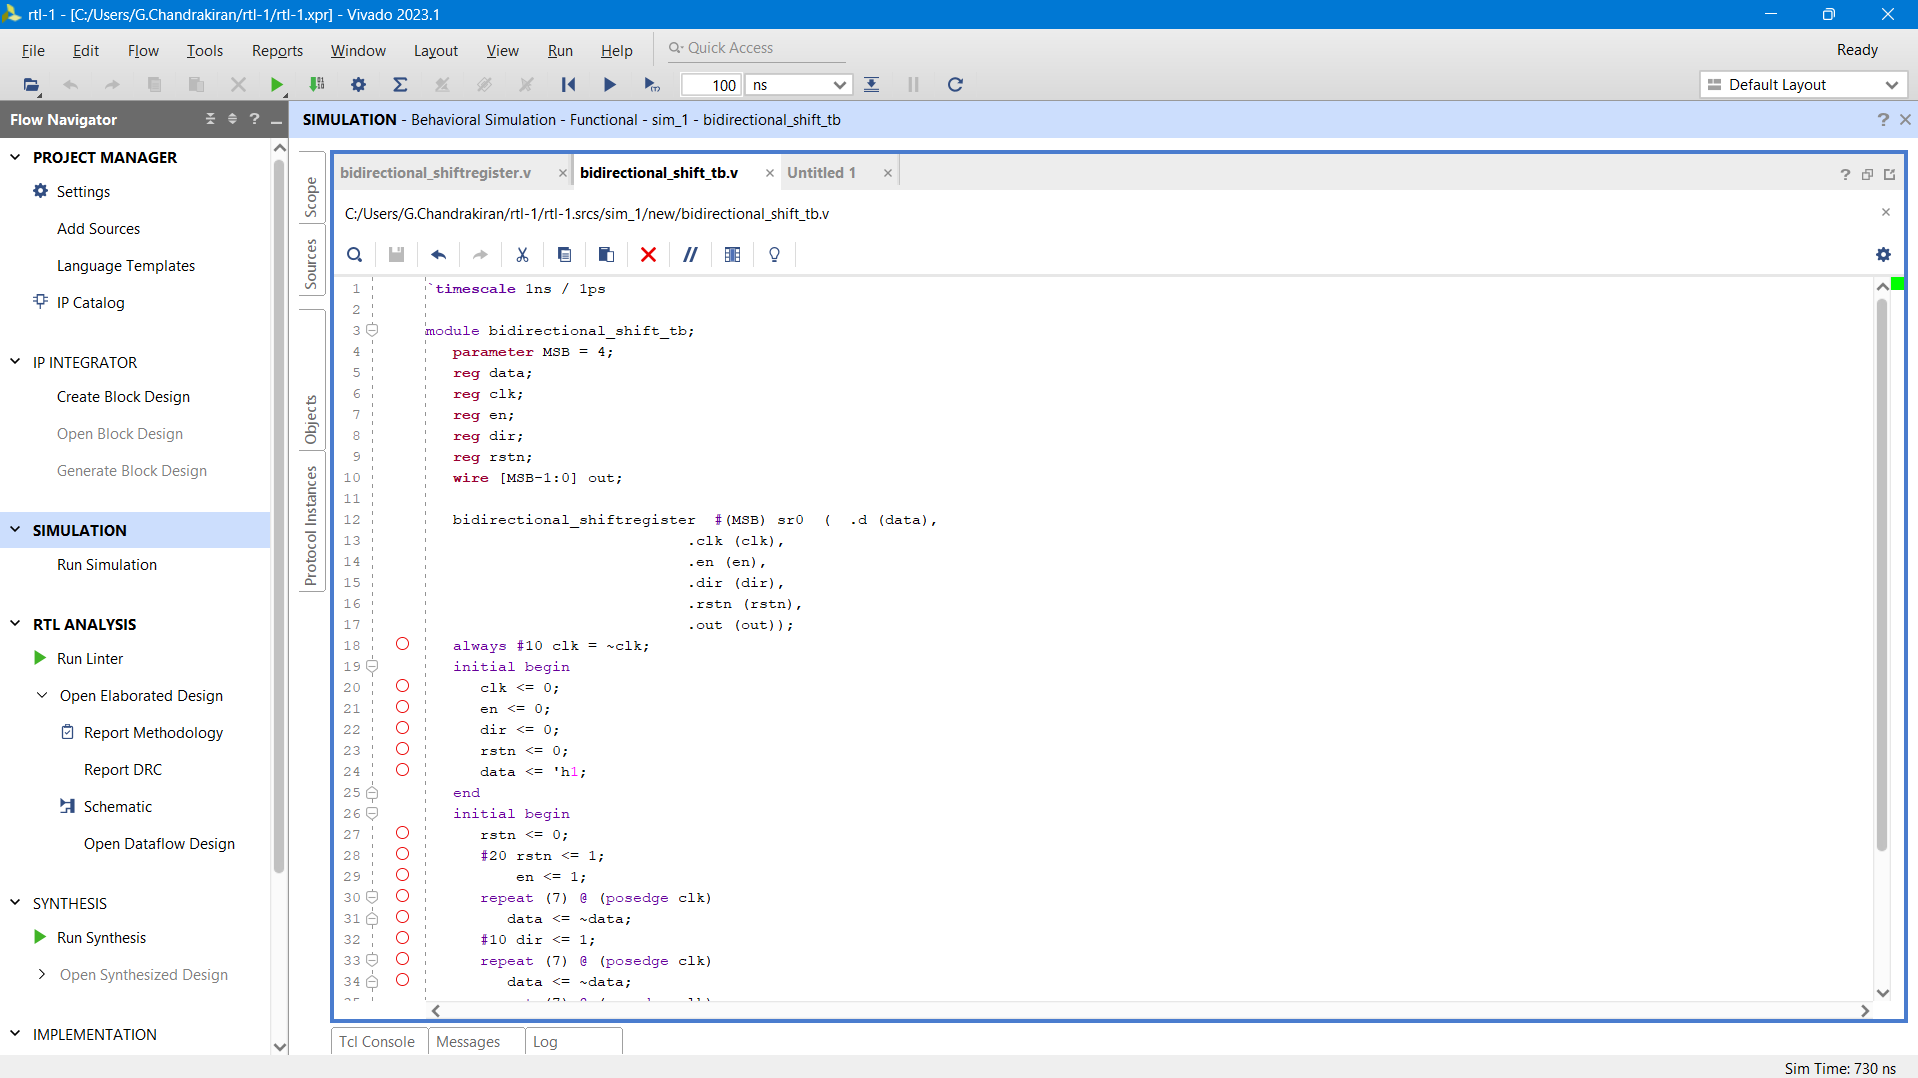 rtl-1 - [C:/Users/G.Chandrakiran/rtl-1/rtl-1.xpr] - Vivado 2023.1
File Edit Flow Tools Reports Window Layout View Run Help Quick Access Ready
100 ns Default Layout
Flow Navigator
SIMULATION - Behavioral Simulation - Functional - sim_1 - bidirectional_shift_tb
PROJECT MANAGER
Settings
Add Sources
Language Templates
IP Catalog
IP INTEGRATOR
Create Block Design
Open Block Design
Generate Block Design
SIMULATION
Run Simulation
RTL ANALYSIS
Run Linter
Open Elaborated Design
Report Methodology
Report DRC
Schematic
Open Dataflow Design
SYNTHESIS
Run Synthesis
Open Synthesized Design
IMPLEMENTATION
Scope
Sources
Objects
Protocol Instances
bidirectional_shiftregister.v bidirectional_shift_tb.v Untitled 1
C:/Users/G.Chandrakiran/rtl-1/rtl-1.srcs/sim_1/new/bidirectional_shift_tb.v
1 `timescale 1ns / 1ps
2
3 module bidirectional_shift_tb;
4 parameter MSB = 4;
5 reg data;
6 reg clk;
7 reg en;
8 reg dir;
9 reg rstn;
10 wire [MSB-1:0] out;
11
12 bidirectional_shiftregister #(MSB) sr0 ( .d (data),
13 .clk (clk),
14 .en (en),
15 .dir (dir),
16 .rstn (rstn),
17 .out (out));
18 always #10 clk = ~clk;
19 initial begin
20 clk <= 0;
21 en <= 0;
22 dir <= 0;
23 rstn <= 0;
24 data <= 'h1;
25 end
26 initial begin
27 rstn <= 0;
28 #20 rstn <= 1;
29 en <= 1;
30 repeat (7) @ (posedge clk)
31 data <= ~data;
32 #10 dir <= 1;
33 repeat (7) @ (posedge clk)
34 data <= ~data;
Tcl Console Messages Log
Sim Time: 730 ns